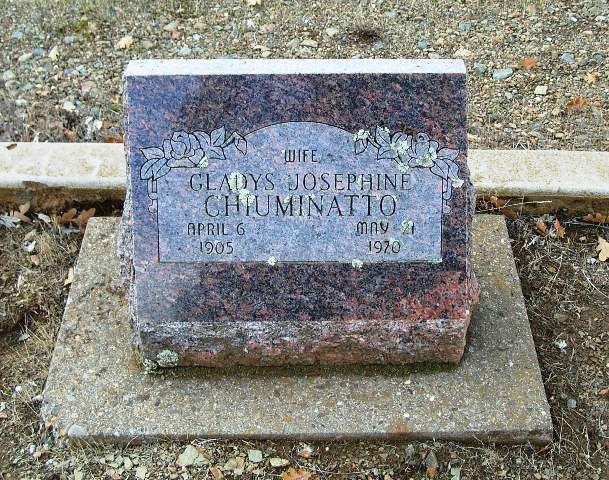 WIFE
GLADYS JOSEPHINE
CHIUMINATTO
APRIL 6 MAY 21
1905 1970